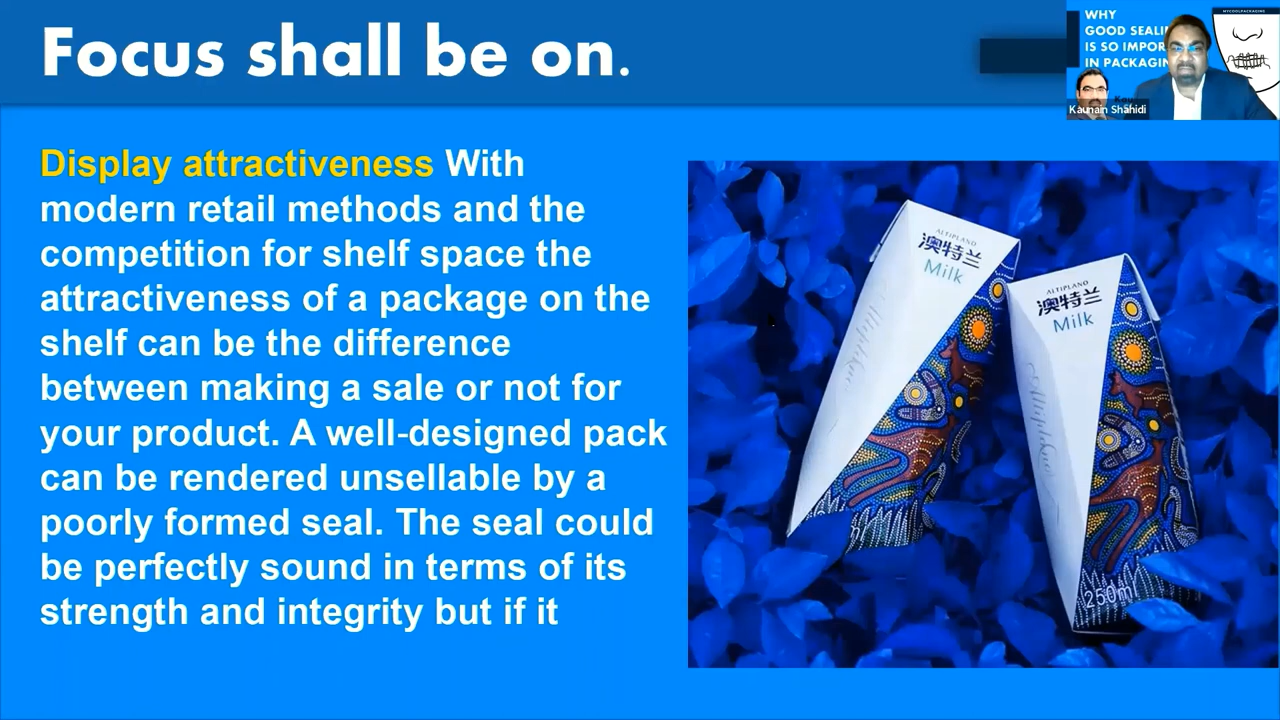 Focus shall be on.
MYCOOLPACKAGING
WHY
GOOD SEALI
IS SO IMPOR
IN PACKAGIN
Kaunain Shahidi
Display attractiveness With
modern retail methods and the
competition for shelf space the
attractiveness of a package on the
shelf can be the difference
between making a sale or not for
your product. A well-designed pack
can be rendered unsellable by a
poorly formed seal. The seal could
be perfectly sound in terms of its
strength and integrity but if it
ALTIPLANO
澳特兰
Milk
ALTIPLANO
澳特兰
Milk
250ml